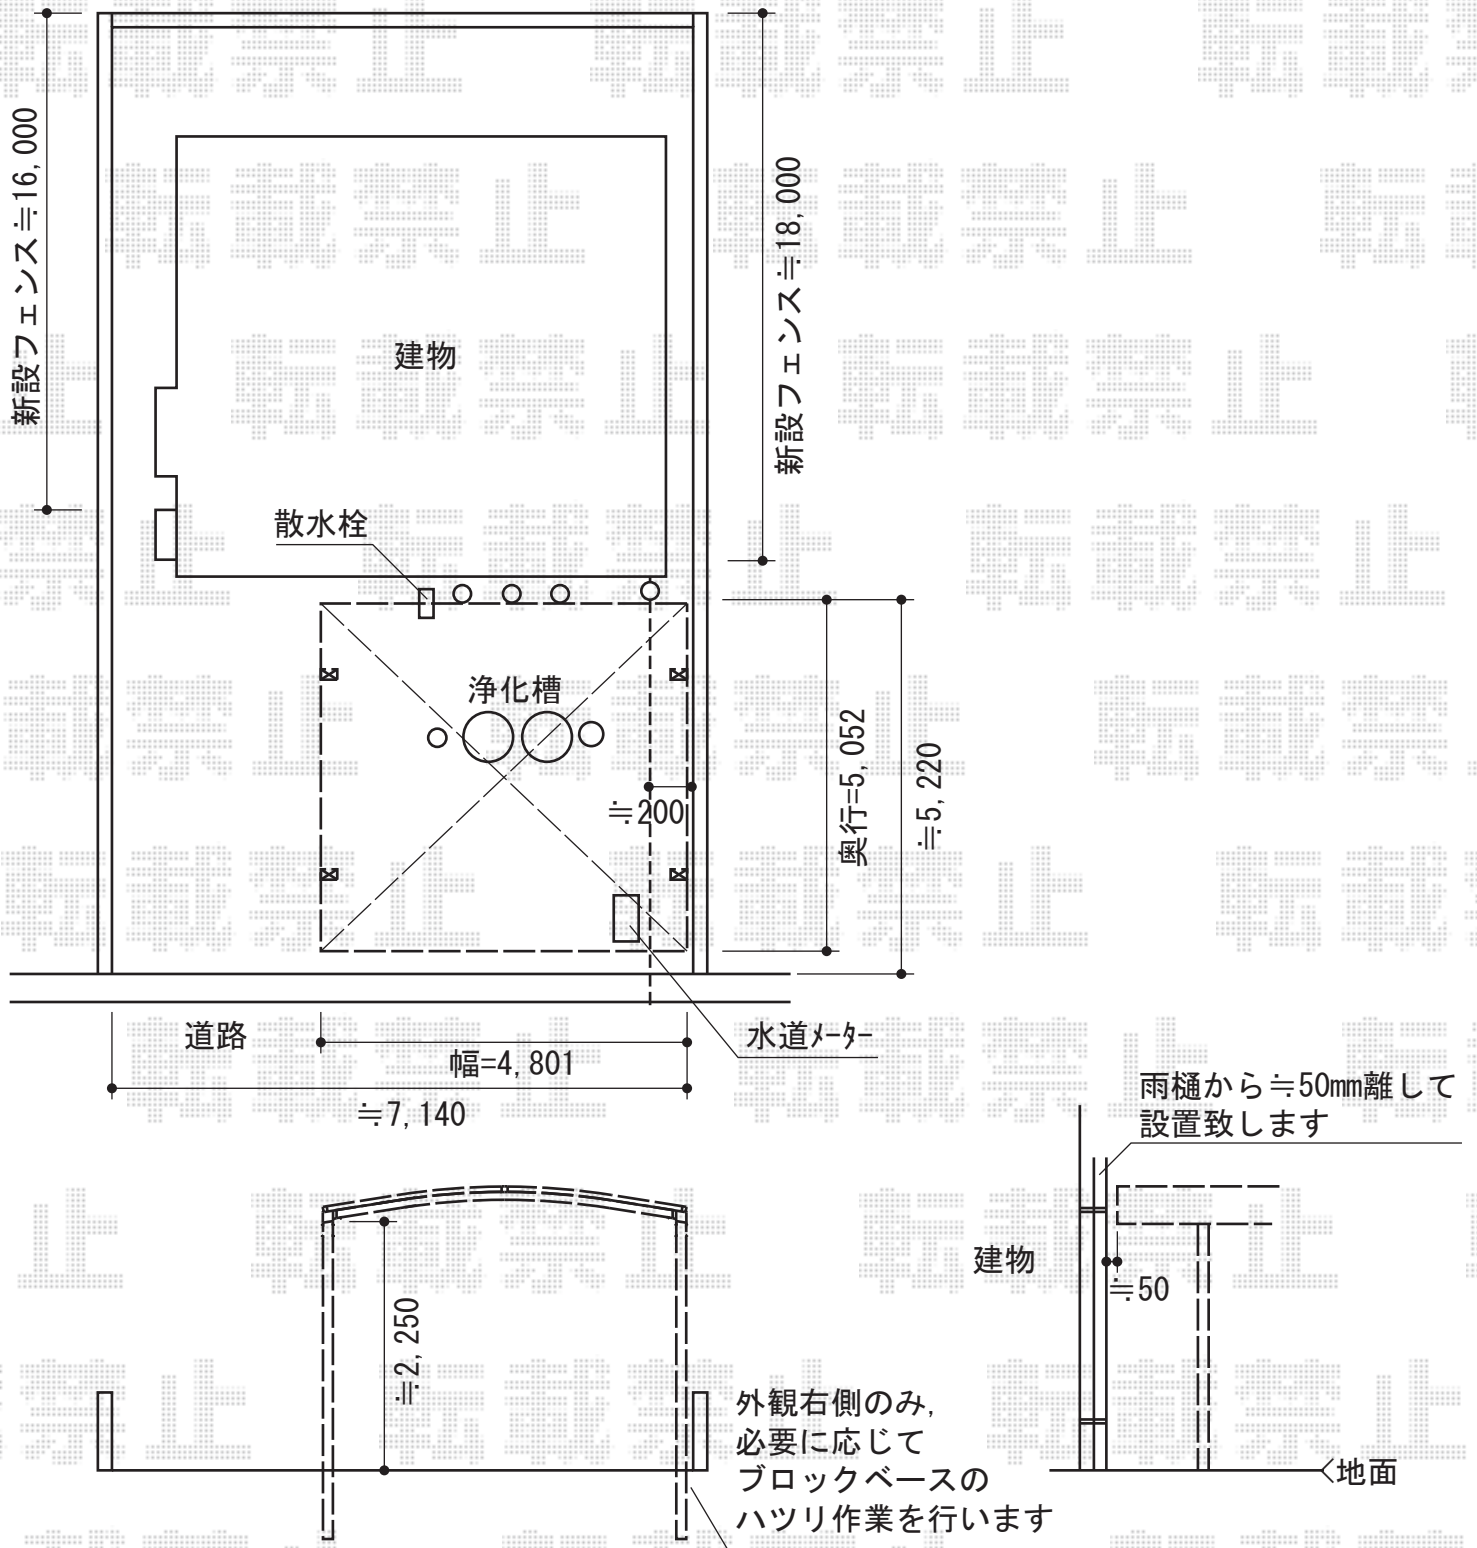 新設フェンス≒16,000
新設フェンス≒18,000
建物
散水栓
浄化槽
≒200
奥行=5,052
≒5,220
道路
幅=4,801
水道ﾒｰﾀｰ
≒7,140
雨樋から≒50mm離して
設置致します
建物
≒50
≒2,250
外観右側のみ,
必要に応じて
ブロックベースの
ハツリ作業を行います
地面
転載禁止